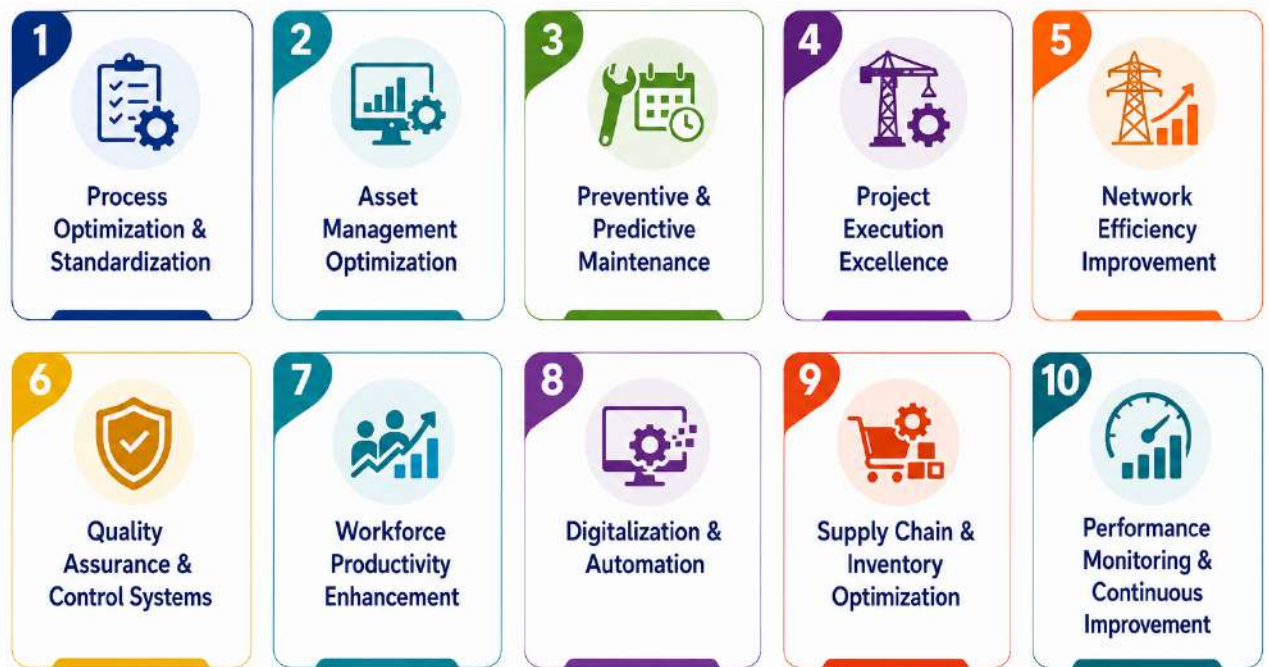 1
Process
Optimization &
Standardization
2
Asset
Management
Optimization
3
Preventive &
Predictive
Maintenance
4
Project
Execution
Excellence
5
Network
Efficiency
Improvement
6
Quality
Assurance &
Control Systems
7
Workforce
Productivity
Enhancement
8
Digitalization &
Automation
9
Supply Chain &
Inventory
Optimization
10
Performance
Monitoring &
Continuous
Improvement